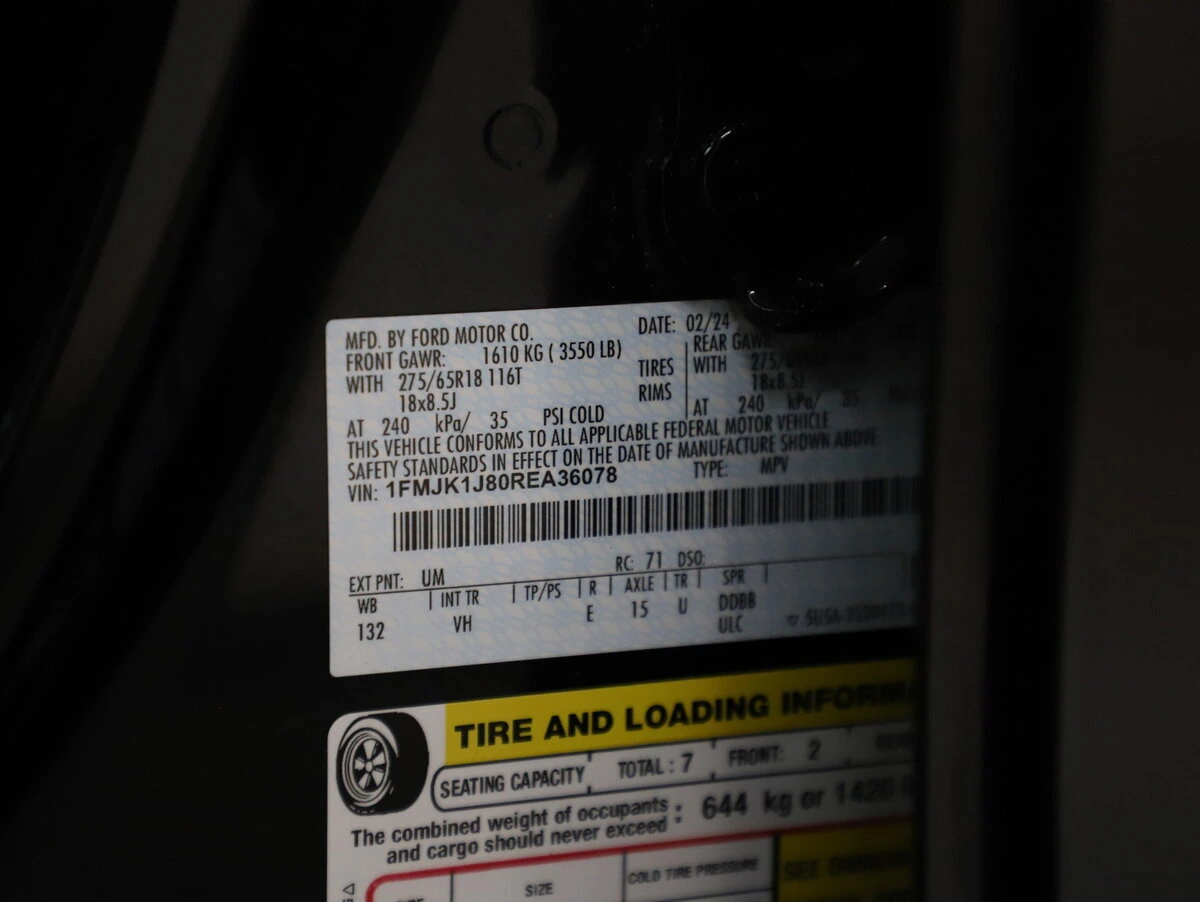 MFD. BY FORD MOTOR CO. DATE: 02/24
FRONT GAWR: 1610 KG ( 3550 LB) REAR GAWR:
WITH 275/65R18 116T TIRES WITH
18x8.5J RIMS 18x8.5J
AT 240 kPa/ 35 PSI COLD AT 240 kPa/ 35
THIS VEHICLE CONFORMS TO ALL APPLICABLE FEDERAL MOTOR VEHICLE
SAFETY STANDARDS IN EFFECT ON THE DATE OF MANUFACTURE SHOWN ABOVE
VIN: 1FMJK1J80REA36078 TYPE: MPV
EXT PNT: UM RC: 71 DSO:
WB INT TR TP/PS R AXLE TR SPR
132 VH E 15 U DDBB
ULC
TIRE AND LOADING
SEATING CAPACITY TOTAL : 7 FRONT: 2
The combined weight of occupants : 644 kg or 1420
and cargo should never exceed
SIZE COLD TIRE PRESSURE SEE